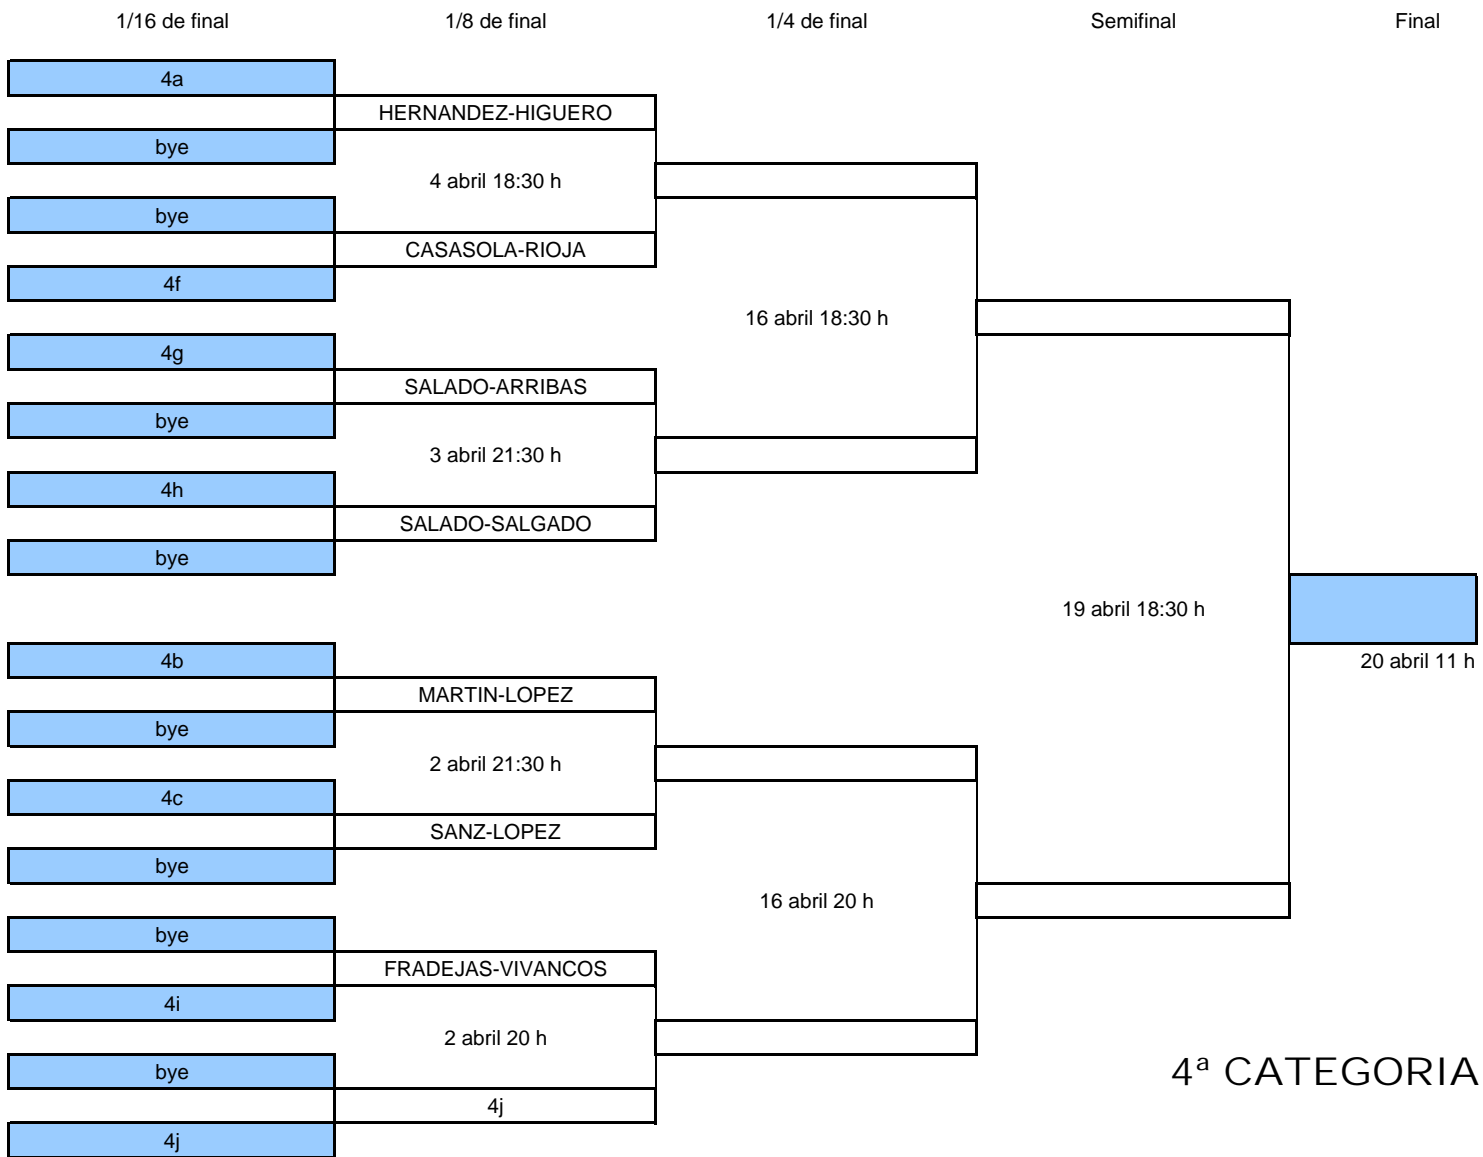 1/16 de final 1/8 de final 1/4 de final Semifinal Final
4a
HERNANDEZ-HIGUERO
bye
4 abril 18:30 h
bye
CASASOLA-RIOJA
4f
16 abril 18:30 h
4g
SALADO-ARRIBAS
bye
3 abril 21:30 h
4h
SALADO-SALGADO
bye
19 abril 18:30 h
4b
20 abril 11 h
MARTIN-LOPEZ
bye
2 abril 21:30 h
4c
SANZ-LOPEZ
bye
16 abril 20 h
bye
FRADEJAS-VIVANCOS
4i
2 abril 20 h
bye
4ª CATEGORIA
4j
4j